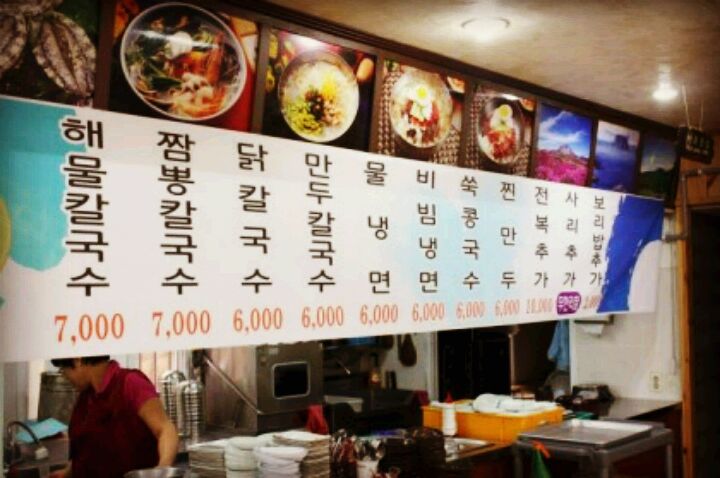 해물칼국수 7,000
짬뽕칼국수 7,000
닭칼국수 6,000
만두칼국수 6,000
물냉면 6,000
비빔냉면 6,000
쑥콩국수 6,000
찐만두 6,000
전복추가 10,000
사리추가
보리밥추가